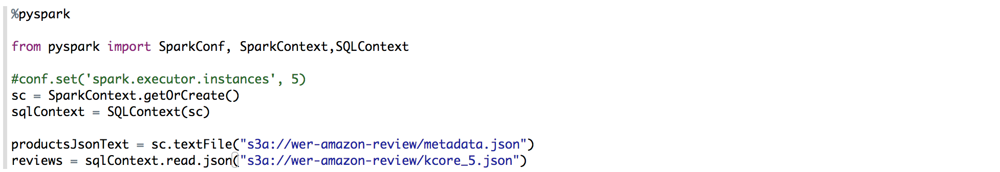 %pyspark
from pyspark import SparkConf, SparkContext,SQLContext
#conf.set('spark.executor.instances', 5)
sc = SparkContext.getOrCreate()
sqlContext = SQLContext(sc)
productsJsonText = sc.textFile("s3a://wer-amazon-review/metadata.json")
reviews = sqlContext.read.json("s3a://wer-amazon-review/kcore_5.json")